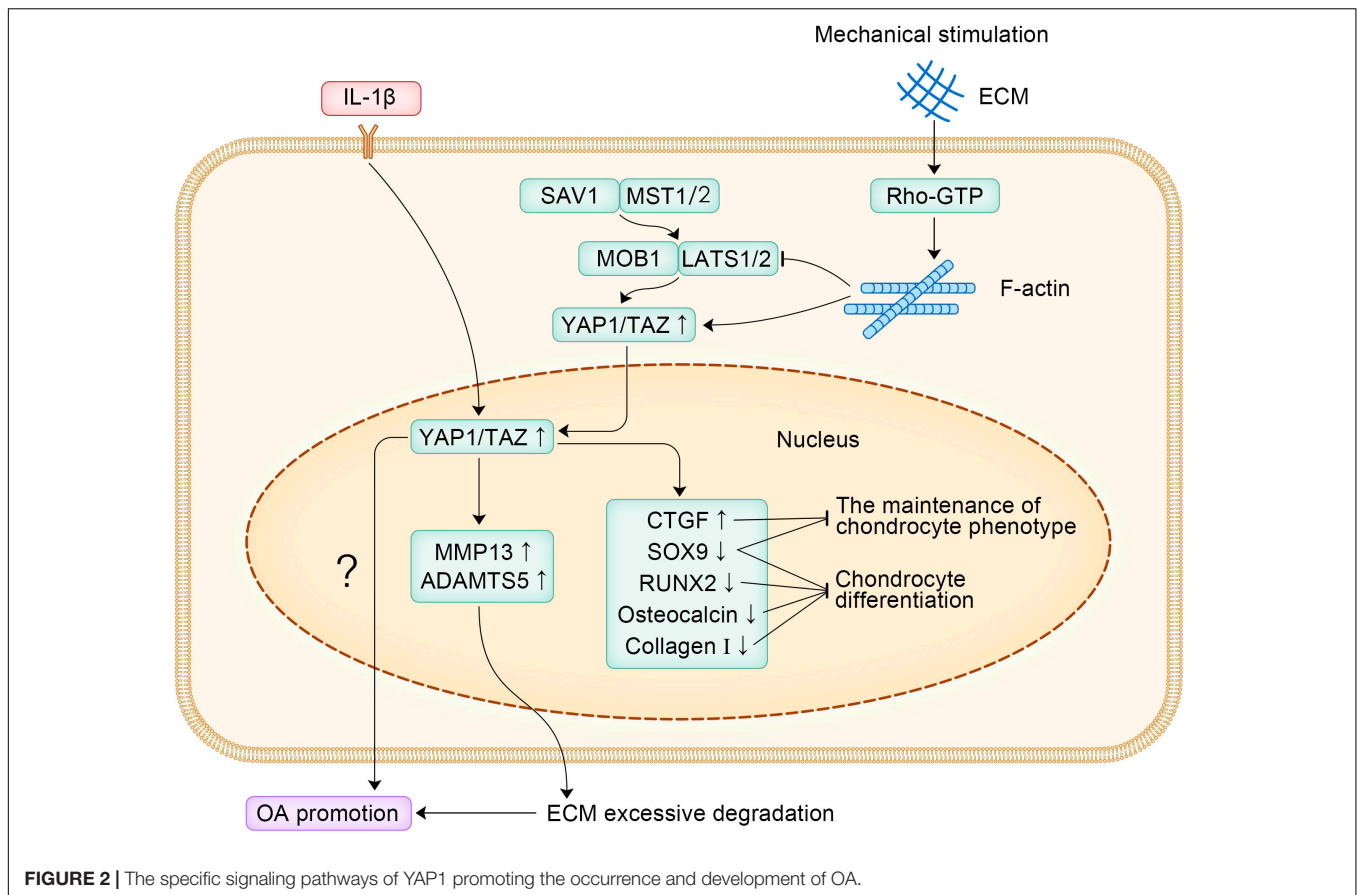 Mechanical stimulation
IL-1β
ECM
SAV1 MST1/2
Rho-GTP
MOB1 LATS1/2
F-actin
YAP1/TAZ ↑
YAP1/TAZ ↑
Nucleus
CTGF ↑
SOX9 ↓
RUNX2 ↓
Osteocalcin ↓
Collagen I ↓
The maintenance of
chondrocyte phenotype
Chondrocyte
differentiation
MMP13 ↑
ADAMTS5 ↑
?
OA promotion
ECM excessive degradation
FIGURE 2 | The specific signaling pathways of YAP1 promoting the occurrence and development of OA.